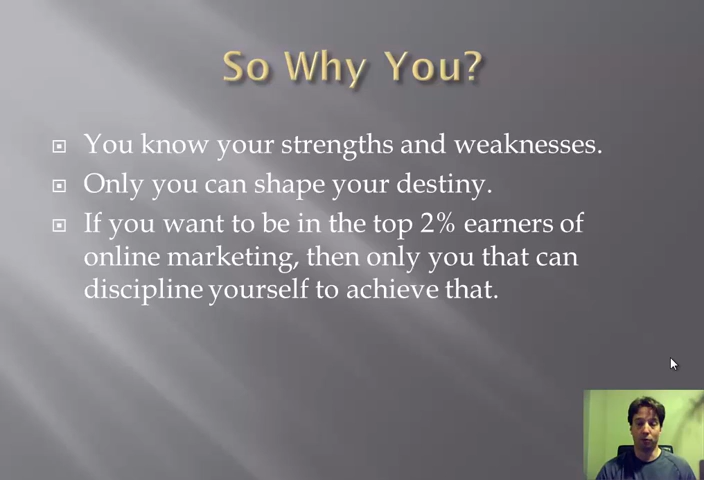 So Why You?
You know your strengths and weaknesses.
Only you can shape your destiny.
If you want to be in the top 2% earners of
online marketing, then only you that can
discipline yourself to achieve that.